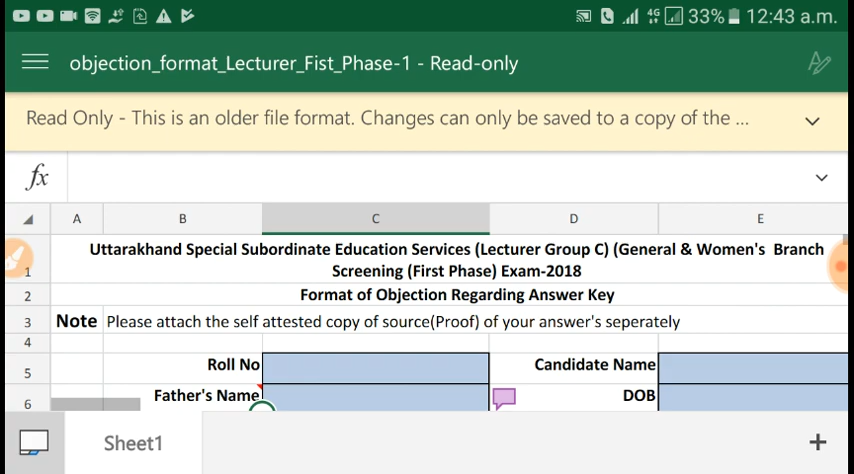 4G 33% 12:43 a.m.
objection_format_Lecturer_Fist_Phase-1 - Read-only
Read Only - This is an older file format. Changes can only be saved to a copy of the ...
fx
A B C D E
1 Uttarakhand Special Subordinate Education Services (Lecturer Group C) (General & Women's Branch
Screening (First Phase) Exam-2018
2 Format of Objection Regarding Answer Key
3 Note Please attach the self attested copy of source(Proof) of your answer's seperately
4
5 Roll No Candidate Name
6 Father's Name DOB
Sheet1 +